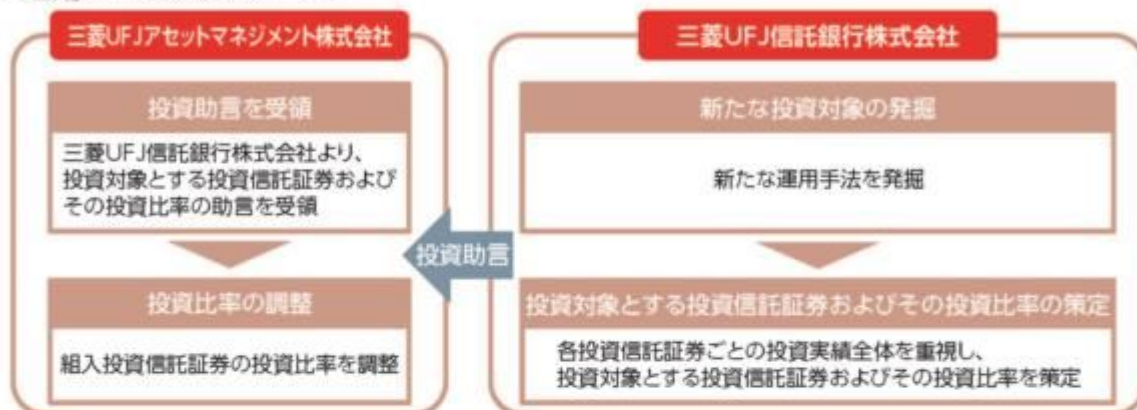 三菱UFJアセットマネジメント株式会社
投資助言を受領
三菱UFJ信託銀行株式会社より、
投資対象とする投資信託証券および
その投資比率の助言を受領
投資比率の調整
組入投資信託証券の投資比率を調整
投資助言
三菱UFJ信託銀行株式会社
新たな投資対象の発掘
新たな運用手法を発掘
投資対象とする投資信託証券およびその投資比率の策定
各投資信託証券ごとの投資実績全体を重視し、
投資対象とする投資信託証券およびその投資比率を策定